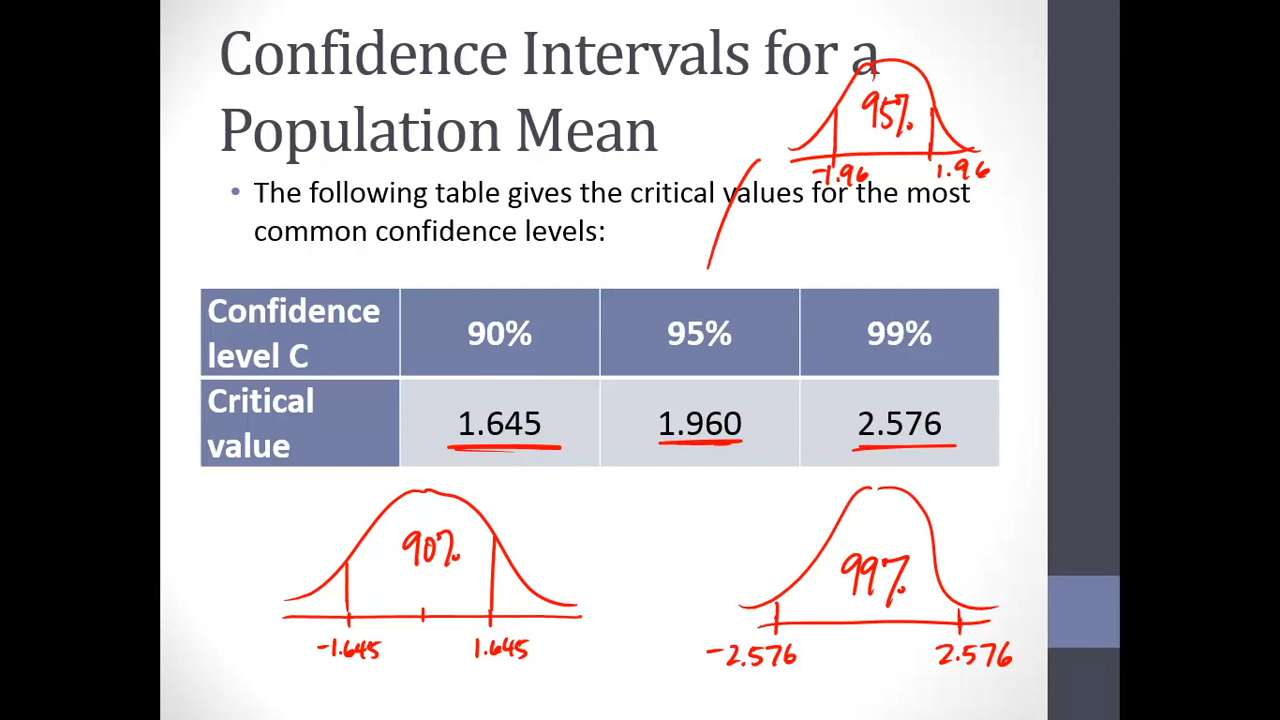 Confidence Intervals for a
Population Mean
95%
-1.96 1.96
• The following table gives the critical values for the most
common confidence levels:
Confidence
level C
90% 95% 99%
Critical
value
1.645 1.960 2.576
90%
-1.645 1.645
99%
-2.576 2.576